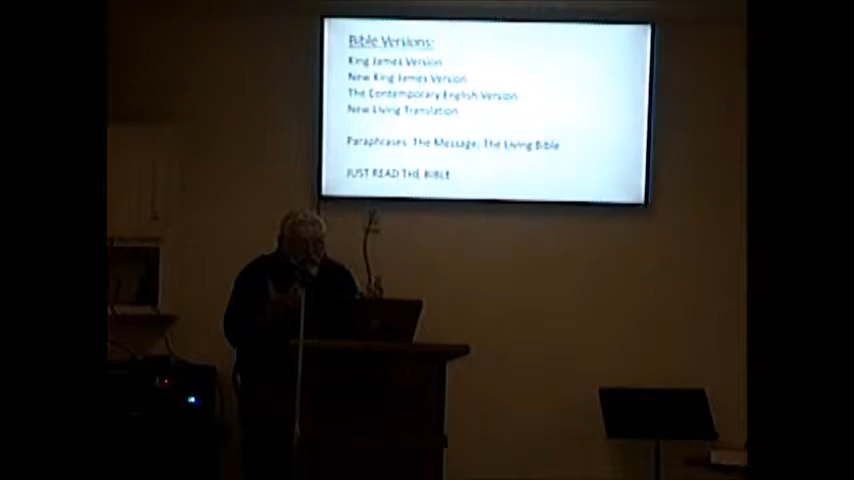 Bible Versions:
King James Version
New King James Version
The Contemporary English Version
New Living Translation
Paraphrases: The Message; The Living Bible
JUST READ THE BIBLE